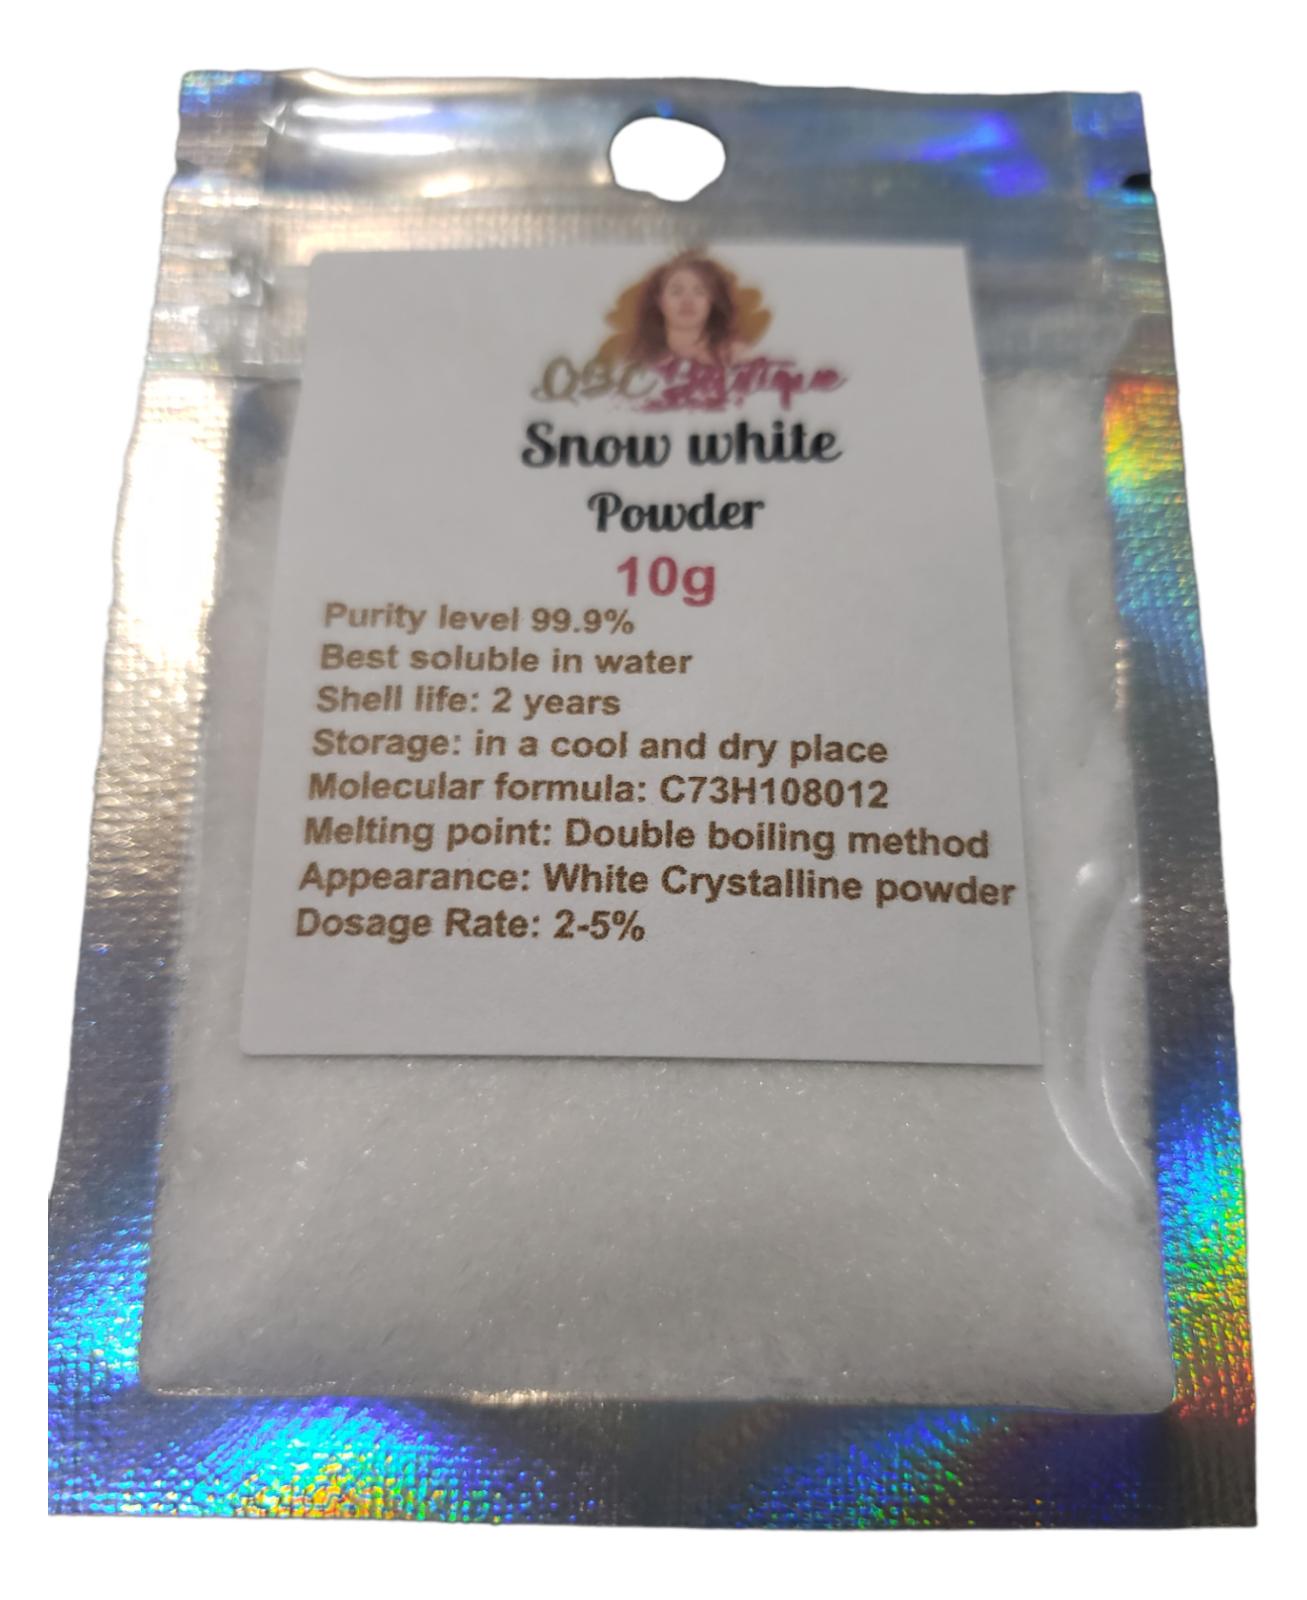 QBC Boutique
Snow white
Powder
10g
Purity level 99.9%
Best soluble in water
Shell life: 2 years
Storage: in a cool and dry place
Molecular formula: C73H108012
Melting point: Double boiling method
Appearance: White Crystalline powder
Dosage Rate: 2-5%